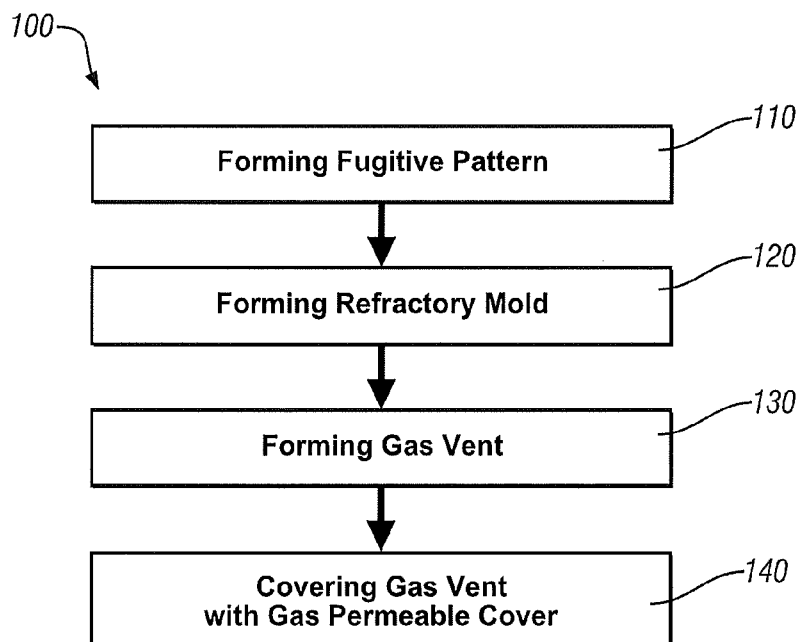 100
110
Forming Fugitive Pattern
120
Forming Refractory Mold
130
Forming Gas Vent
140
Covering Gas Vent
with Gas Permeable Cover